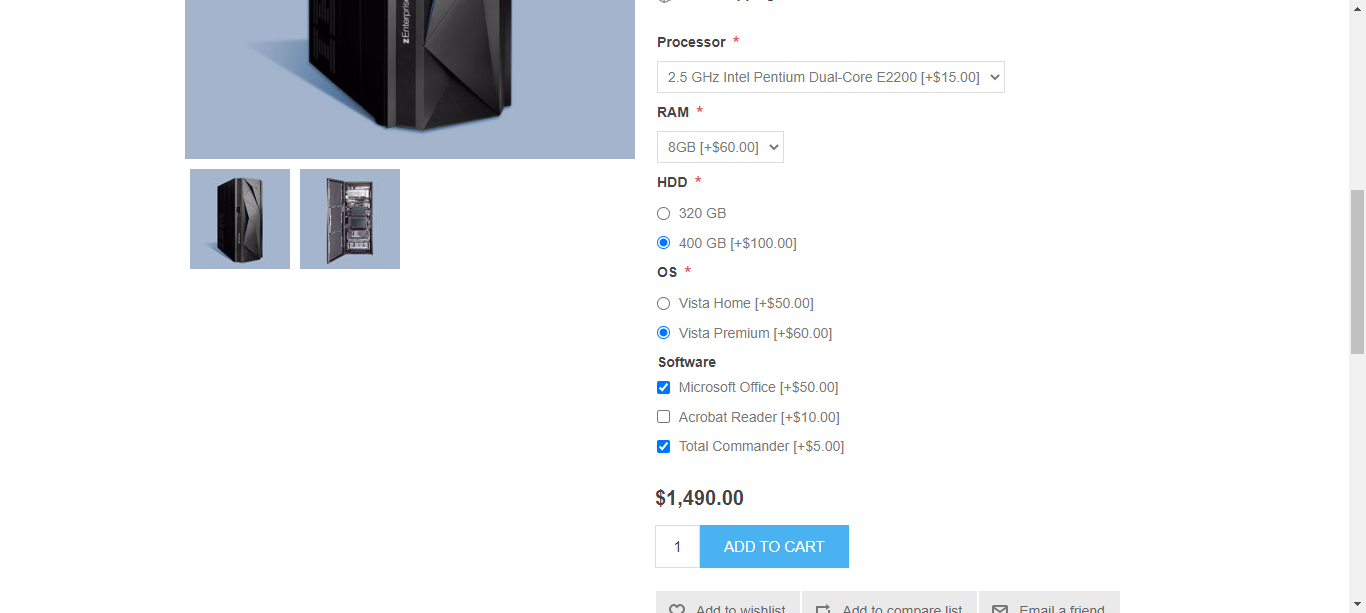 zEnterprise
Processor *
2.5 GHz Intel Pentium Dual-Core E2200 [+$15.00]
RAM *
8GB [+$60.00]
HDD *
320 GB
400 GB [+$100.00]
OS *
Vista Home [+$50.00]
Vista Premium [+$60.00]
Software
Microsoft Office [+$50.00]
Acrobat Reader [+$10.00]
Total Commander [+$5.00]
$1,490.00
1 ADD TO CART
Add to wishlist Add to compare list Email a friend